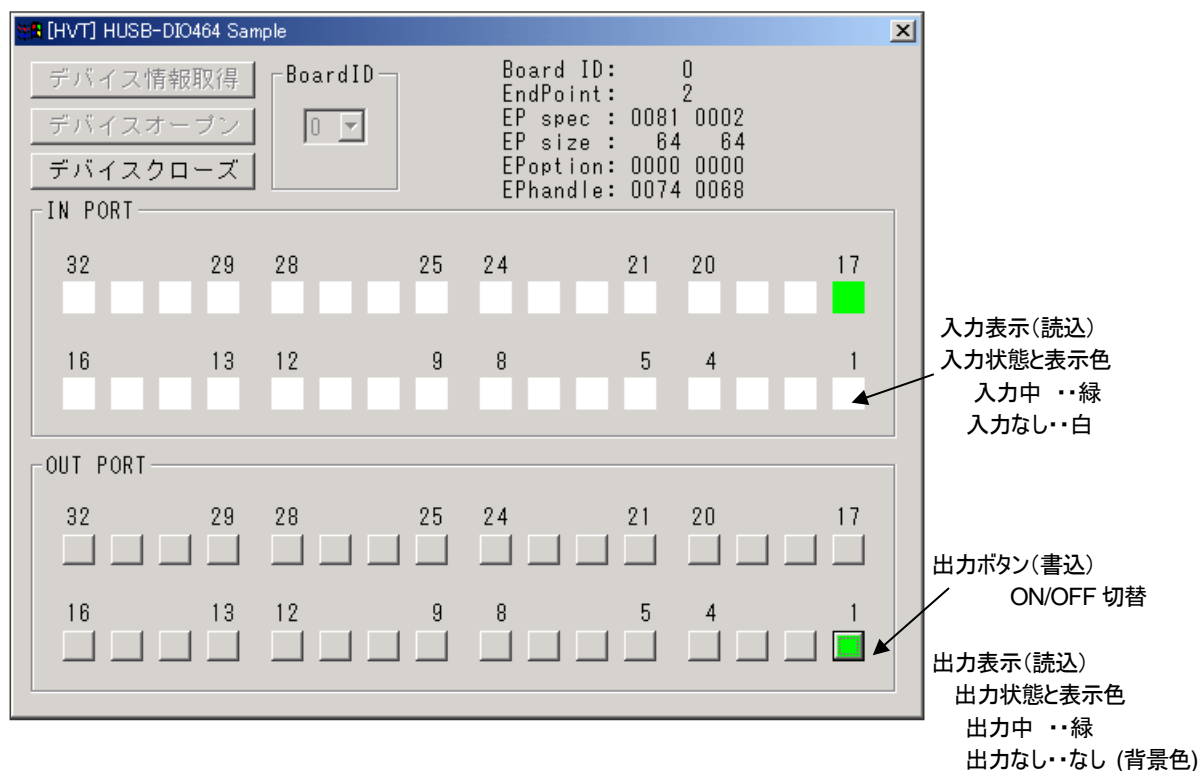 [HVT] HUSB-DIO464 Sample
デバイス情報取得
デバイスオープン
デバイスクローズ
BoardID
0
Board ID: 0
EndPoint: 2
EP spec : 0081 0002
EP size : 64 64
EPoption: 0000 0000
EPhandle: 0074 0068
IN PORT
32 29 28 25 24 21 20 17
16 13 12 9 8 5 4 1
入力表示(読込)
入力状態と表示色
入力中 ・・緑
入力なし・・白
OUT PORT
32 29 28 25 24 21 20 17
16 13 12 9 8 5 4 1
出力ボタン(書込)
ON/OFF 切替
出力表示(読込)
出力状態と表示色
出力中 ・・緑
出力なし・・なし (背景色)